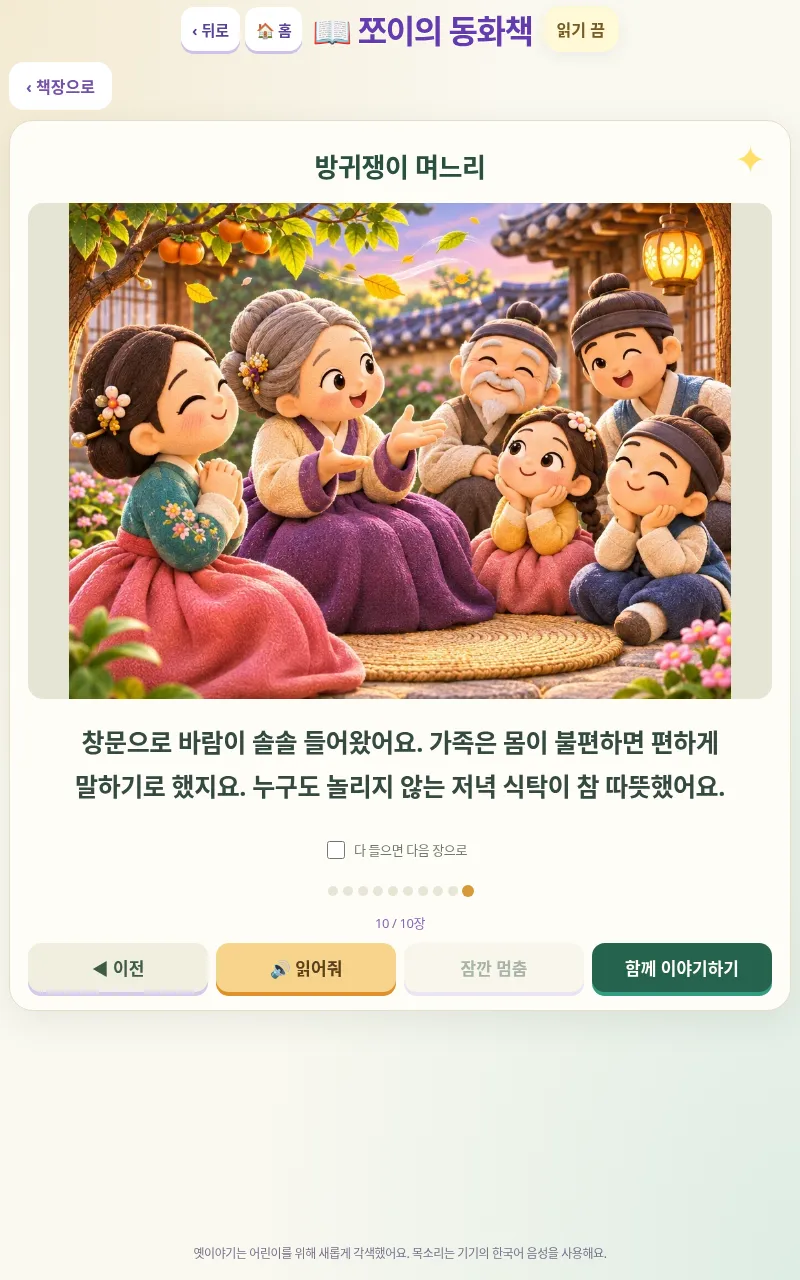 ‹ 뒤로
🏠 홈
📖 쪼이의 동화책
읽기 끔
‹ 책장으로
방귀쟁이 며느리
창문으로 바람이 솔솔 들어왔어요. 가족은 몸이 불편하면 편하게
말하기로 했지요. 누구도 놀리지 않는 저녁 식탁이 참 따뜻했어요.
다 들으면 다음 장으로
10 / 10장
◀ 이전
🔊 읽어줘
잠깐 멈춤
함께 이야기하기
옛이야기는 어린이를 위해 새롭게 각색했어요. 목소리는 기기의 한국어 음성을 사용해요.